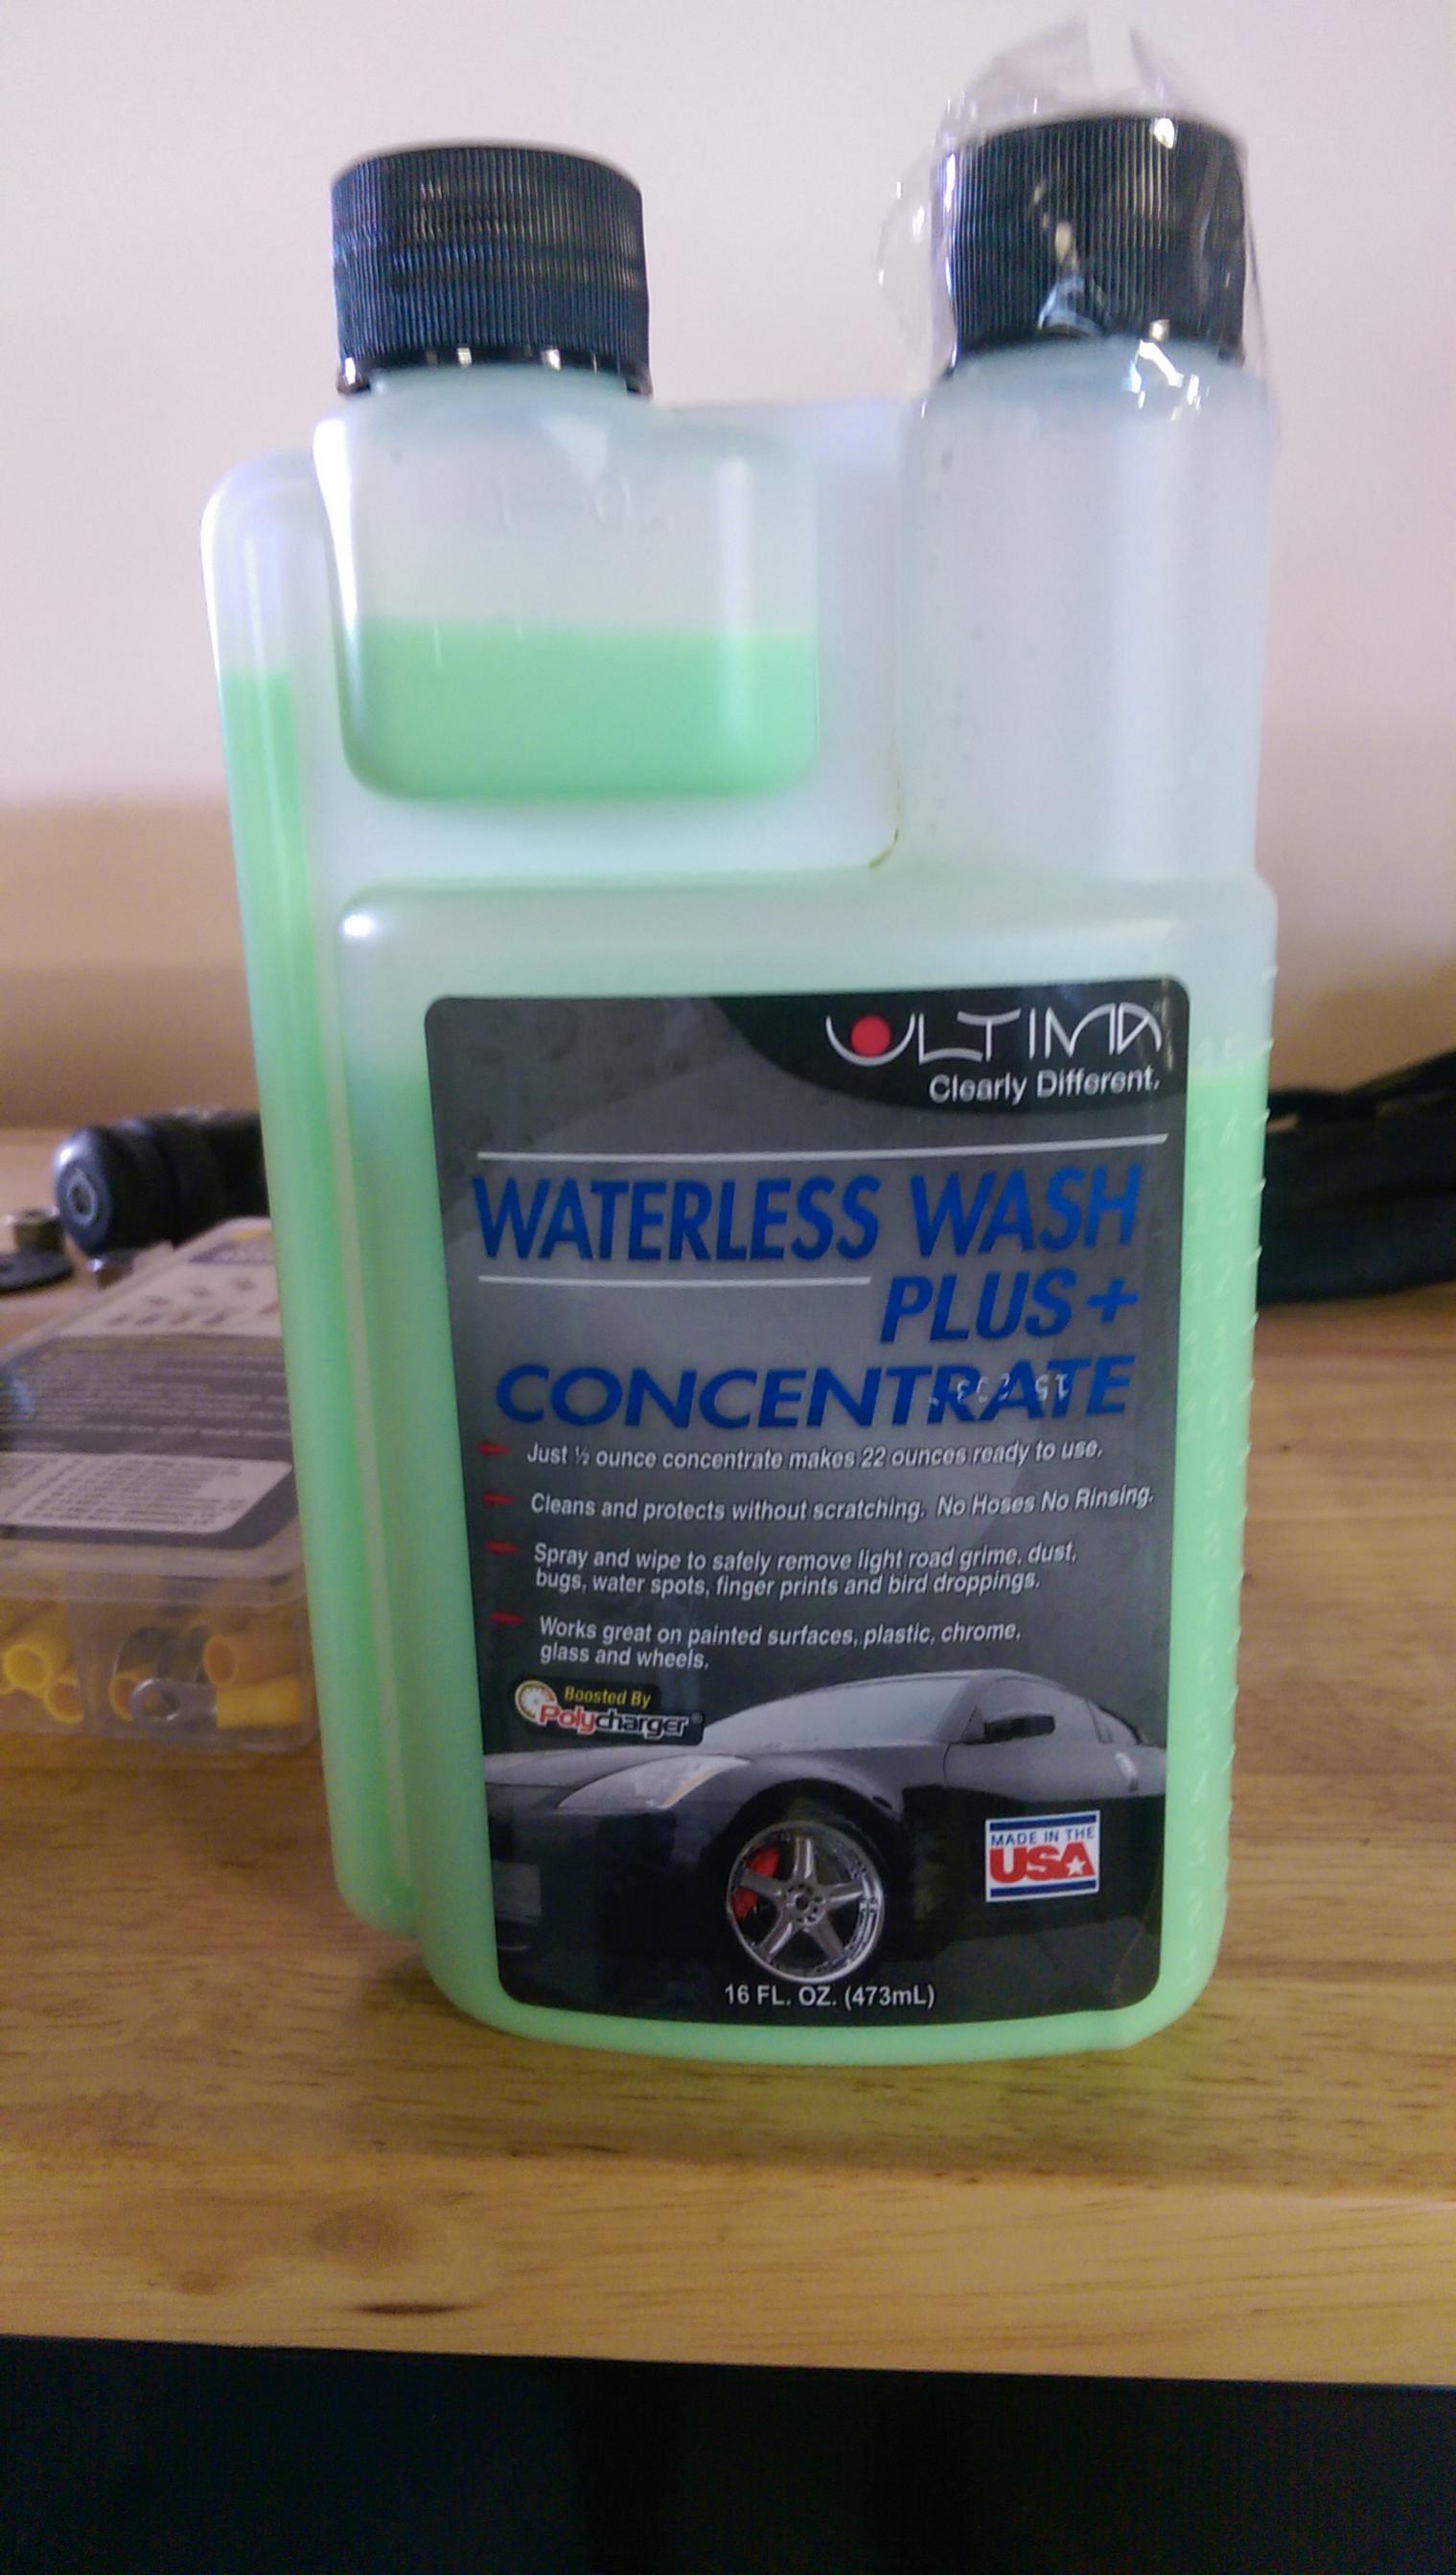 ULTIMA
Clearly Different.
WATERLESS WASH
PLUS+
CONCENTRATE
Just ½ ounce concentrate makes 22 ounces ready to use.
Cleans and protects without scratching. No Hoses No Rinsing.
Spray and wipe to safely remove light road grime, dust,
bugs, water spots, finger prints and bird droppings.
Works great on painted surfaces, plastic, chrome,
glass and wheels.
Boosted By
Polycharger®
MADE IN THE
USA
16 FL. OZ. (473mL)